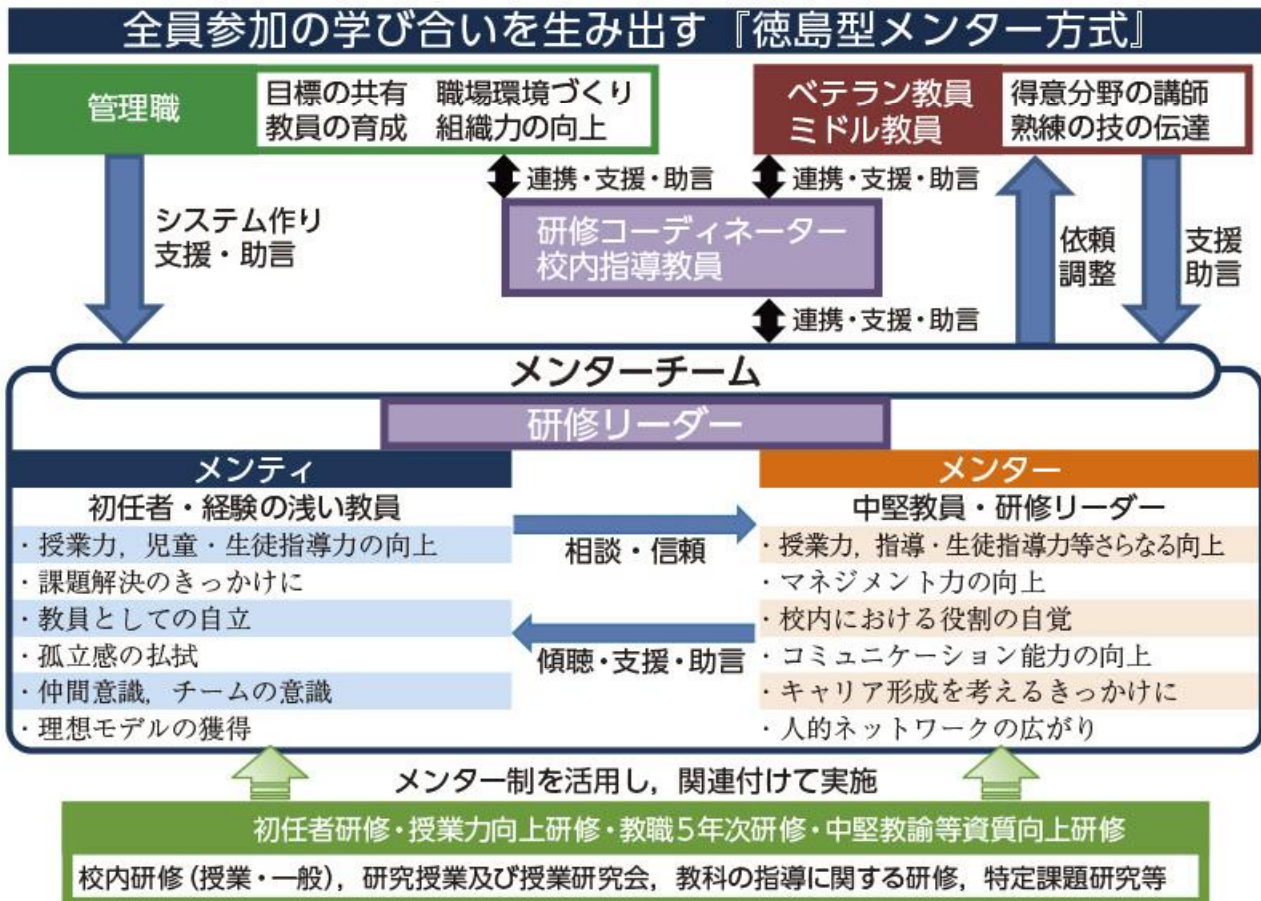 全員参加の学び合いを生み出す『徳島型メンター方式』
管理職
目標の共有 職場環境づくり
教員の育成 組織力の向上
ベテラン教員
ミドル教員
得意分野の講師
熟練の技の伝達
連携・支援・助言
連携・支援・助言
システム作り
支援・助言
研修コーディネーター
校内指導教員
依頼
調整
支援
助言
連携・支援・助言
メンターチーム
研修リーダー
メンティ
初任者・経験の浅い教員
・授業力，児童・生徒指導力の向上
・課題解決のきっかけに
・教員としての自立
・孤立感の払拭
・仲間意識，チームの意識
・理想モデルの獲得
相談・信頼
傾聴・支援・助言
メンター
中堅教員・研修リーダー
・授業力，指導・生徒指導力等さらなる向上
・マネジメント力の向上
・校内における役割の自覚
・コミュニケーション能力の向上
・キャリア形成を考えるきっかけに
・人的ネットワークの広がり
メンター制を活用し，関連付けて実施
初任者研修・授業力向上研修・教職５年次研修・中堅教諭等資質向上研修
校内研修（授業・一般），研究授業及び授業研究会，教科の指導に関する研修，特定課題研究等